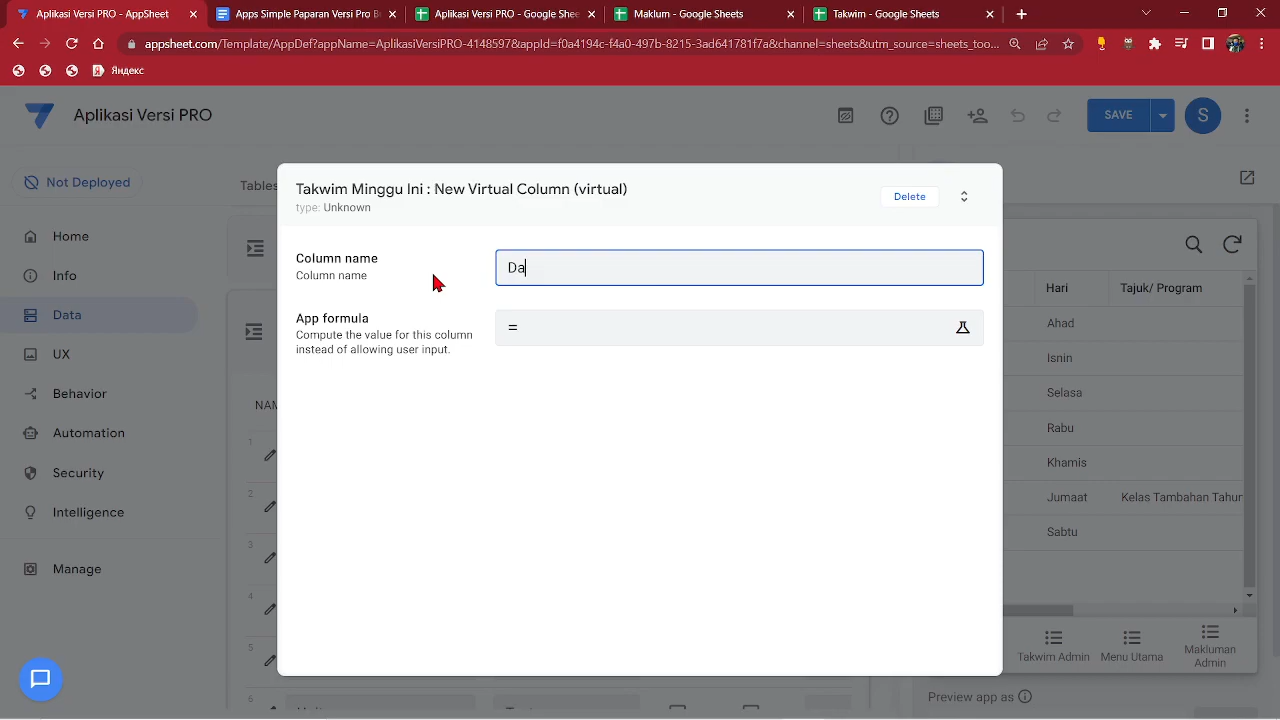 Aplikasi Versi PRO - AppSheet
Apps Simple Paparan Versi Pro B
Aplikasi Versi PRO - Google Shee
Maklum - Google Sheets
Takwim - Google Sheets
appsheet.com/Template/AppDef?appName=AplikasiVersiPRO-4148597&appId=f0a4194c-f4a0-497b-8215-3ad641781f7a&channel=sheets&utm_source=sheets_too...
Яндекс
Aplikasi Versi PRO
SAVE
S
Not Deployed
Tables
Home
Info
Data
UX
Behavior
Automation
Security
Intelligence
Manage
NAM
1
2
3
4
5
6
Takwim Minggu Ini : New Virtual Column (virtual)
type: Unknown
Delete
Column name
Column name
Da
App formula
Compute the value for this column
instead of allowing user input.
=
Hari
Tajuk/ Program
Ahad
Isnin
Selasa
Rabu
Khamis
Jumaat
Kelas Tambahan Tahur
Sabtu
Takwim Admin
Menu Utama
Makluman
Admin
Preview app as